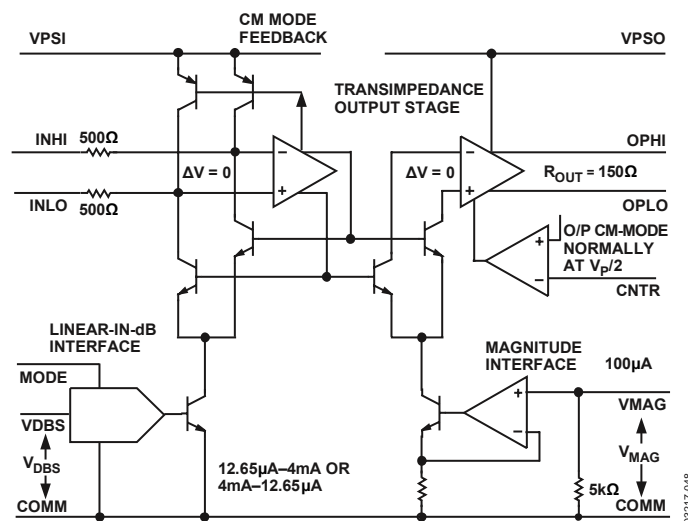 CM MODE
FEEDBACK
VPSI
VPSO
TRANSIMPEDANCE
OUTPUT STAGE
INHI 500Ω
OPHI
ΔV = 0
ΔV = 0
R_OUT = 150Ω
INLO
500Ω
OPLO
O/P CM-MODE
NORMALLY
AT V_P/2
CNTR
LINEAR-IN-dB
INTERFACE
MODE
MAGNITUDE
INTERFACE
100µA
VDBS
VMAG
V_DBS
V_MAG
12.65µA–4mA OR
4mA–12.65µA
5kΩ
COMM
COMM
03217-048